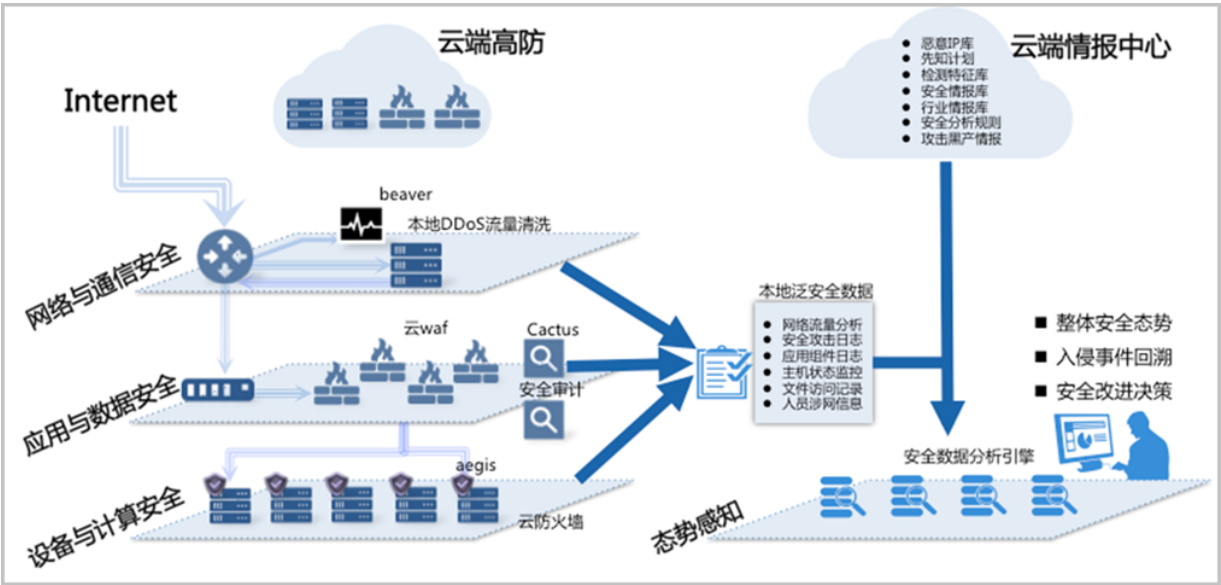 云端高防
云端情报中心
恶意IP库
先知计划
检测特征库
安全情报库
行业情报库
安全分析规则
攻击黑产情报
Internet
beaver
本地DDoS流量清洗
网络与通信安全
云waf
Cactus
安全审计
应用与数据安全
aegis
云防火墙
设备与计算安全
本地泛安全数据
网络流量分析
安全攻击日志
应用组件日志
主机状态监控
文件访问记录
人员涉网信息
整体安全态势
入侵事件回溯
安全改进决策
安全数据分析引擎
态势感知